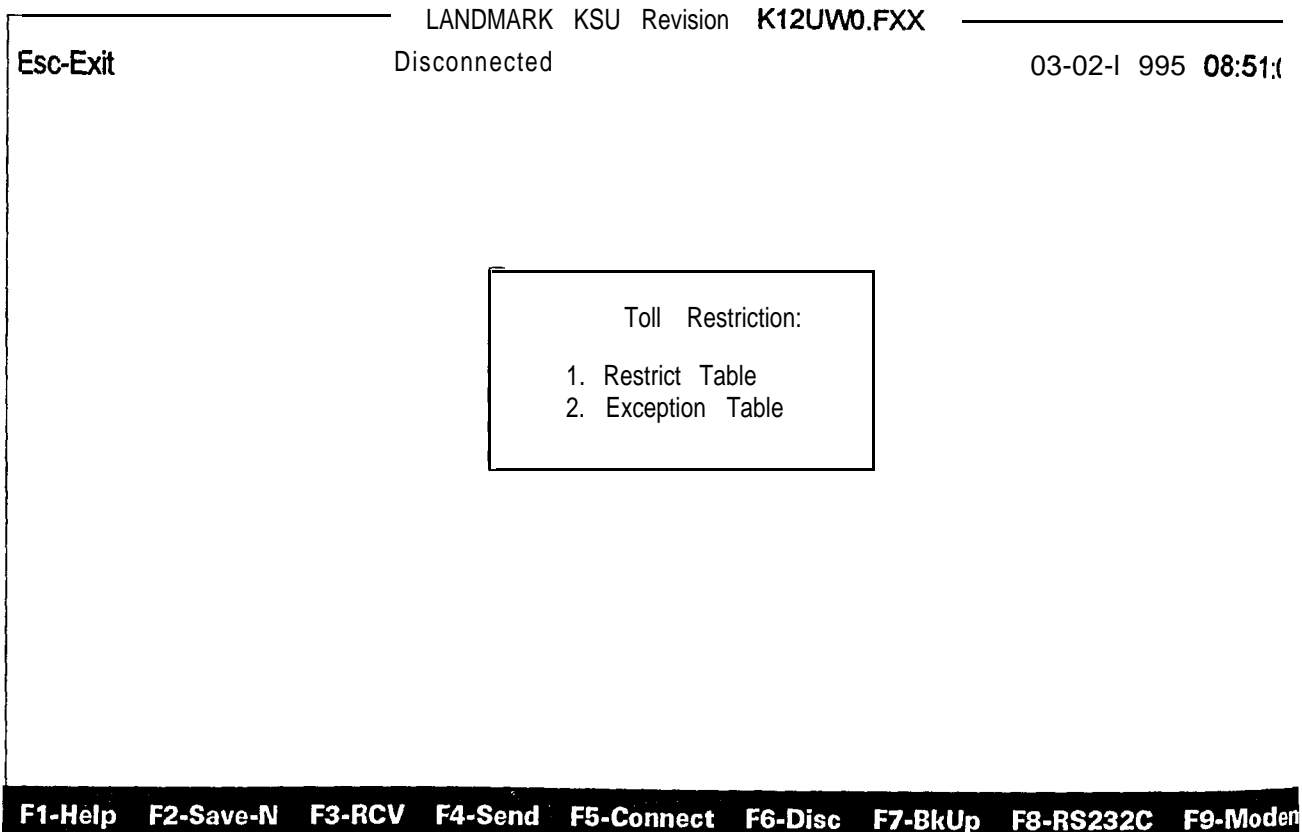 LANDMARK KSU Revision K12UW0.FXX
Esc-Exit Disconnected 03-02-l 995 08:51:(
Toll Restriction:
1. Restrict Table
2. Exception Table
F1-Help F2-Save-N F3-RCV F4-Send F5-Connect F6-Disc F7-BkUp F8-RS232C F9-Moden